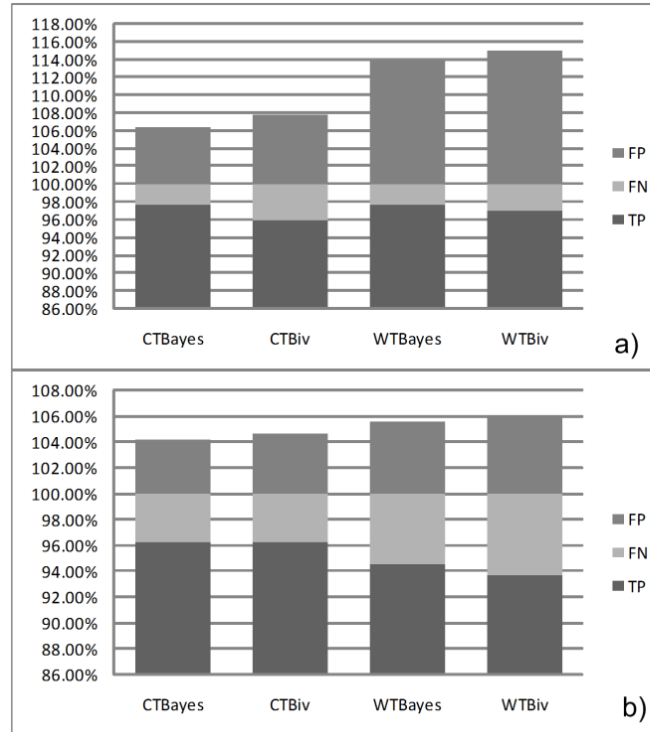 118.00%
116.00%
114.00%
112.00%
110.00%
108.00%
106.00%
104.00%
102.00%
100.00%
98.00%
96.00%
94.00%
92.00%
90.00%
88.00%
86.00%
FP
FN
TP
CTBayes CTBiv WTBayes WTBiv
a)
108.00%
106.00%
104.00%
102.00%
100.00%
98.00%
96.00%
94.00%
92.00%
90.00%
88.00%
86.00%
FP
FN
TP
CTBayes CTBiv WTBayes WTBiv
b)